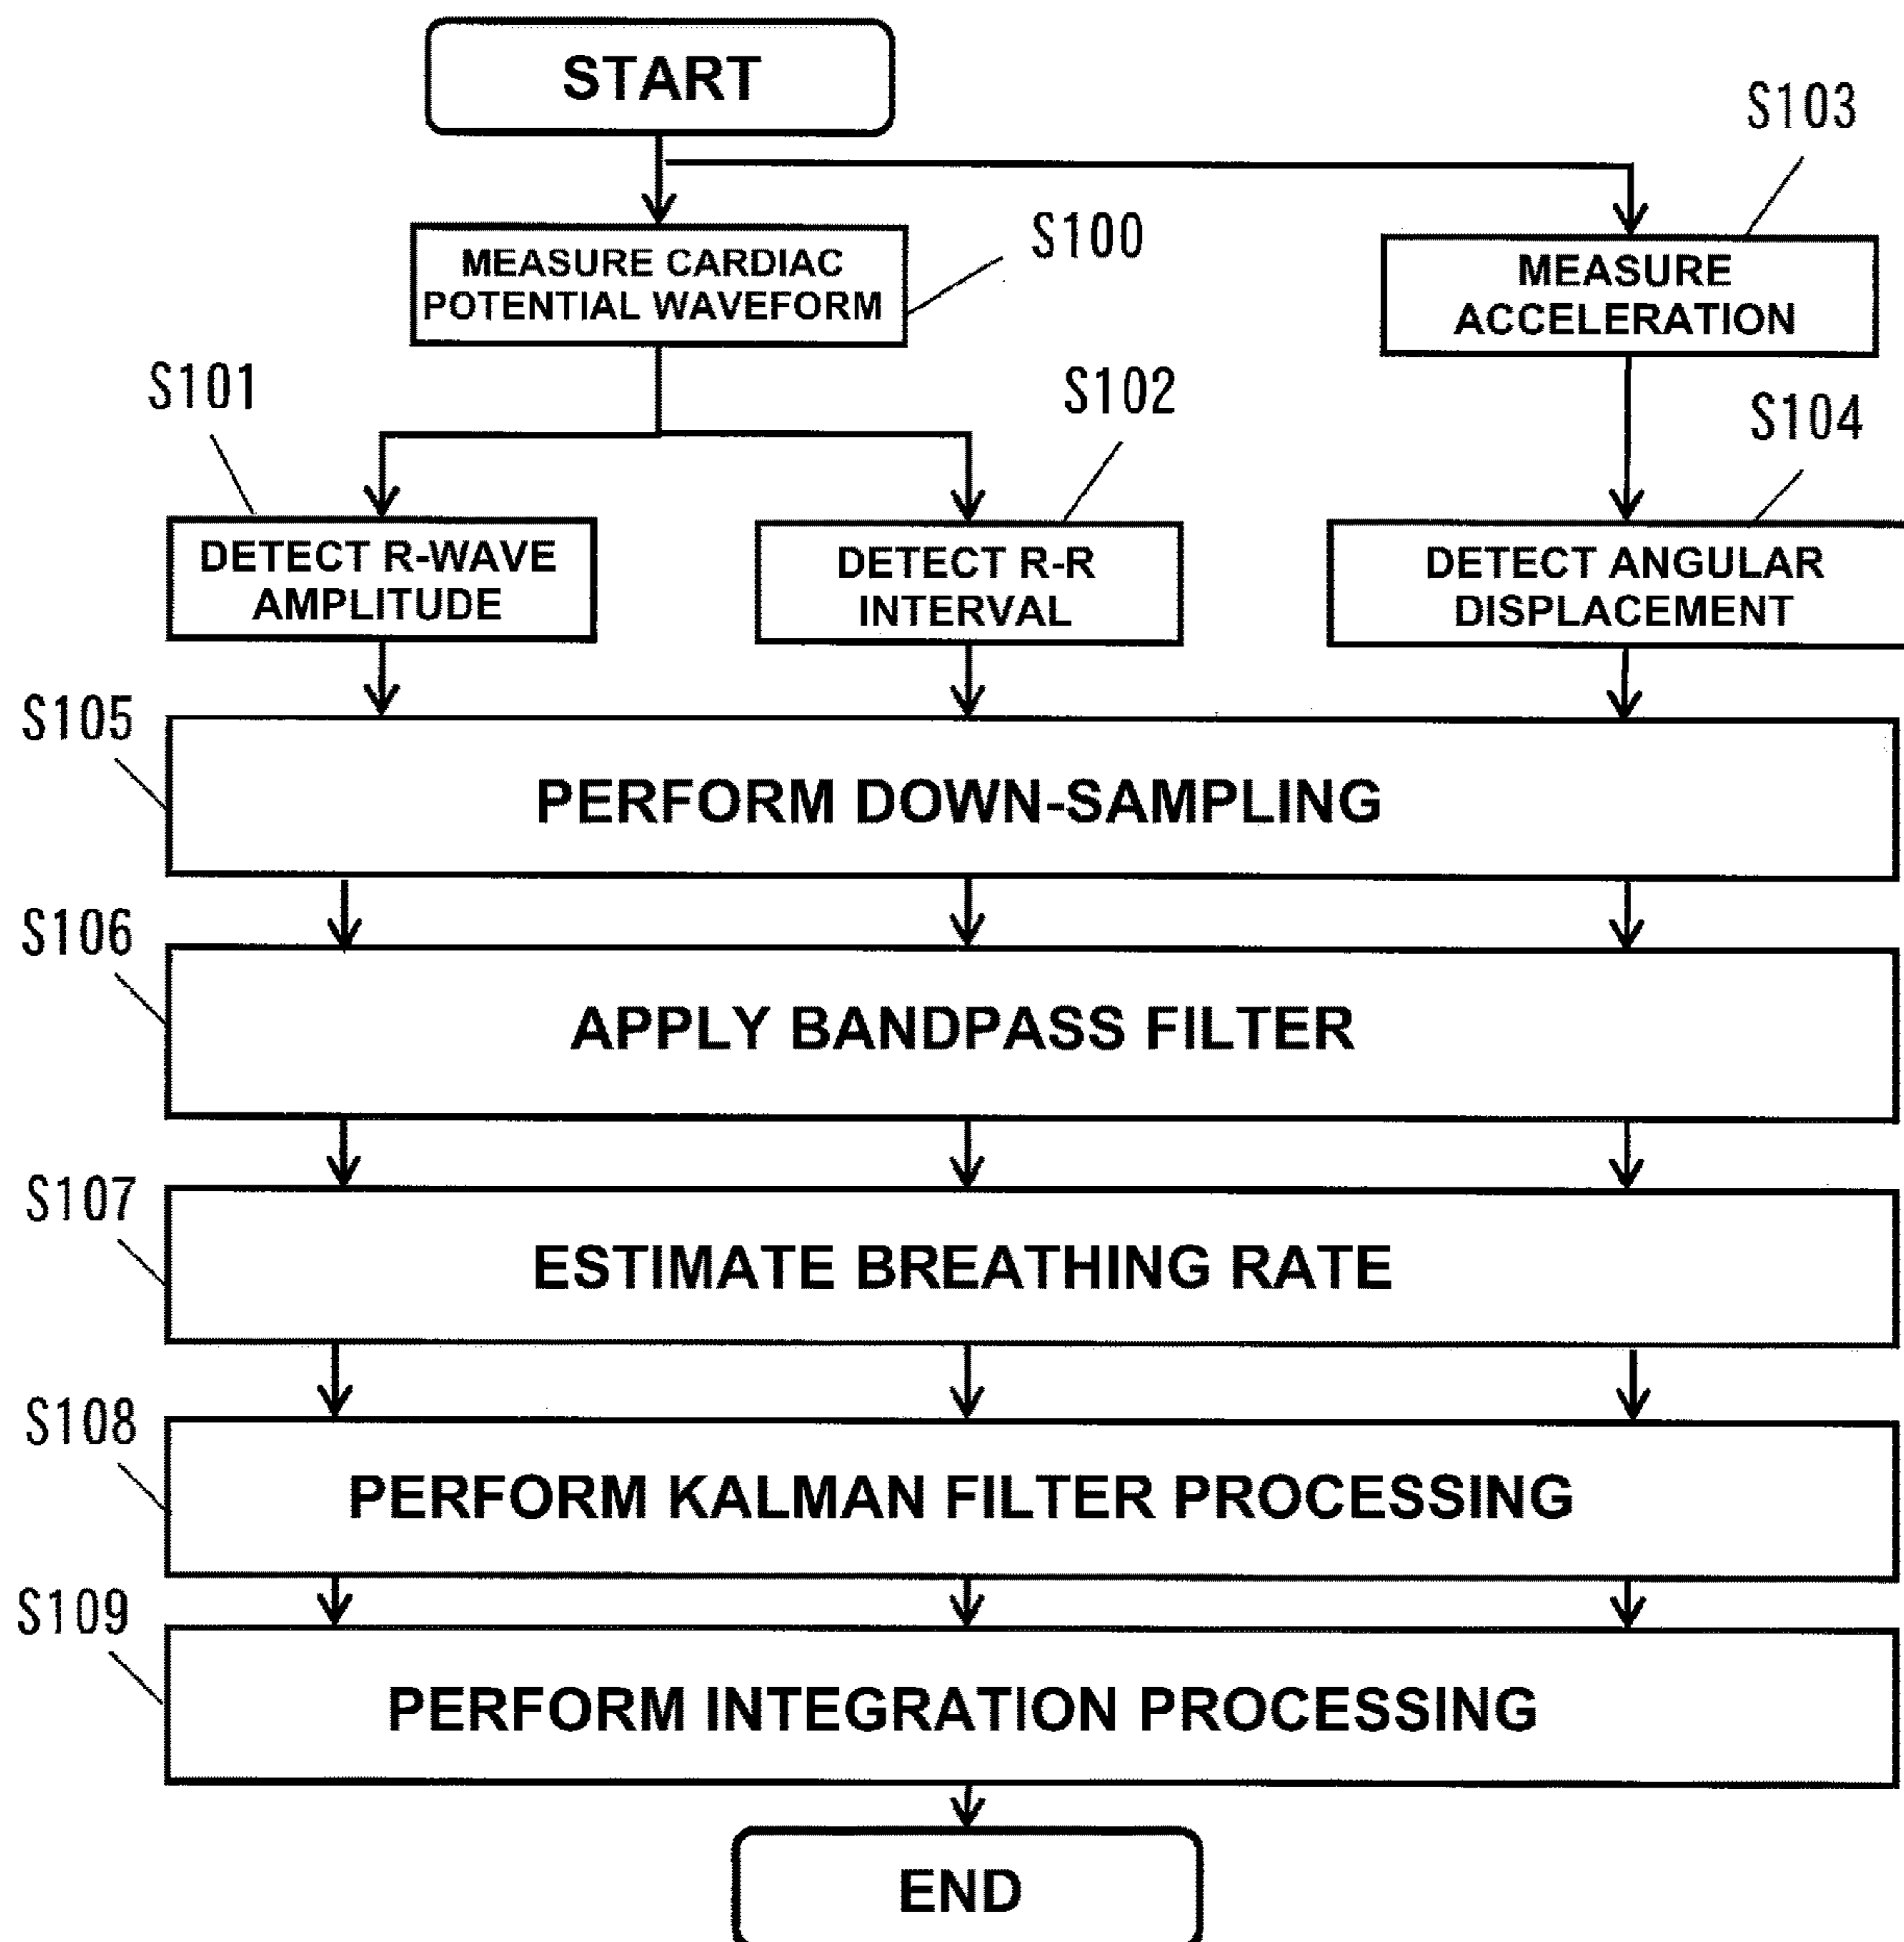 START
S103
S100
MEASURE CARDIAC
POTENTIAL WAVEFORM
MEASURE
ACCELERATION
S101
S102
S104
DETECT R-WAVE
AMPLITUDE
DETECT R-R
INTERVAL
DETECT ANGULAR
DISPLACEMENT
S105
PERFORM DOWN-SAMPLING
S106
APPLY BANDPASS FILTER
S107
ESTIMATE BREATHING RATE
S108
PERFORM KALMAN FILTER PROCESSING
S109
PERFORM INTEGRATION PROCESSING
END